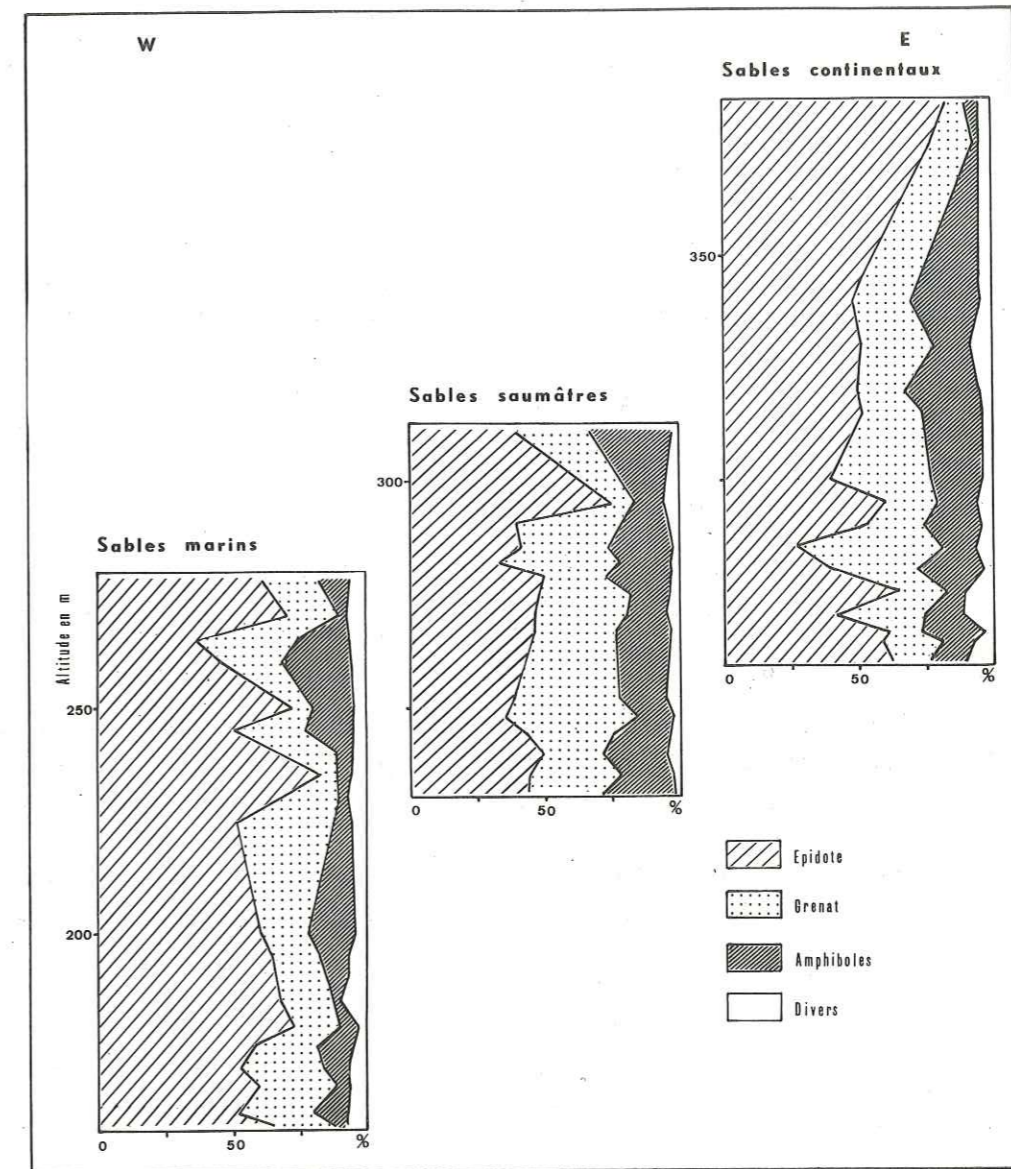 W
E
Sables continentaux
350
0 50 %
Sables saumâtres
300
0 50 %
Sables marins
Altitude en m
250
200
0 50 %
Epidote
Grenat
Amphiboles
Divers